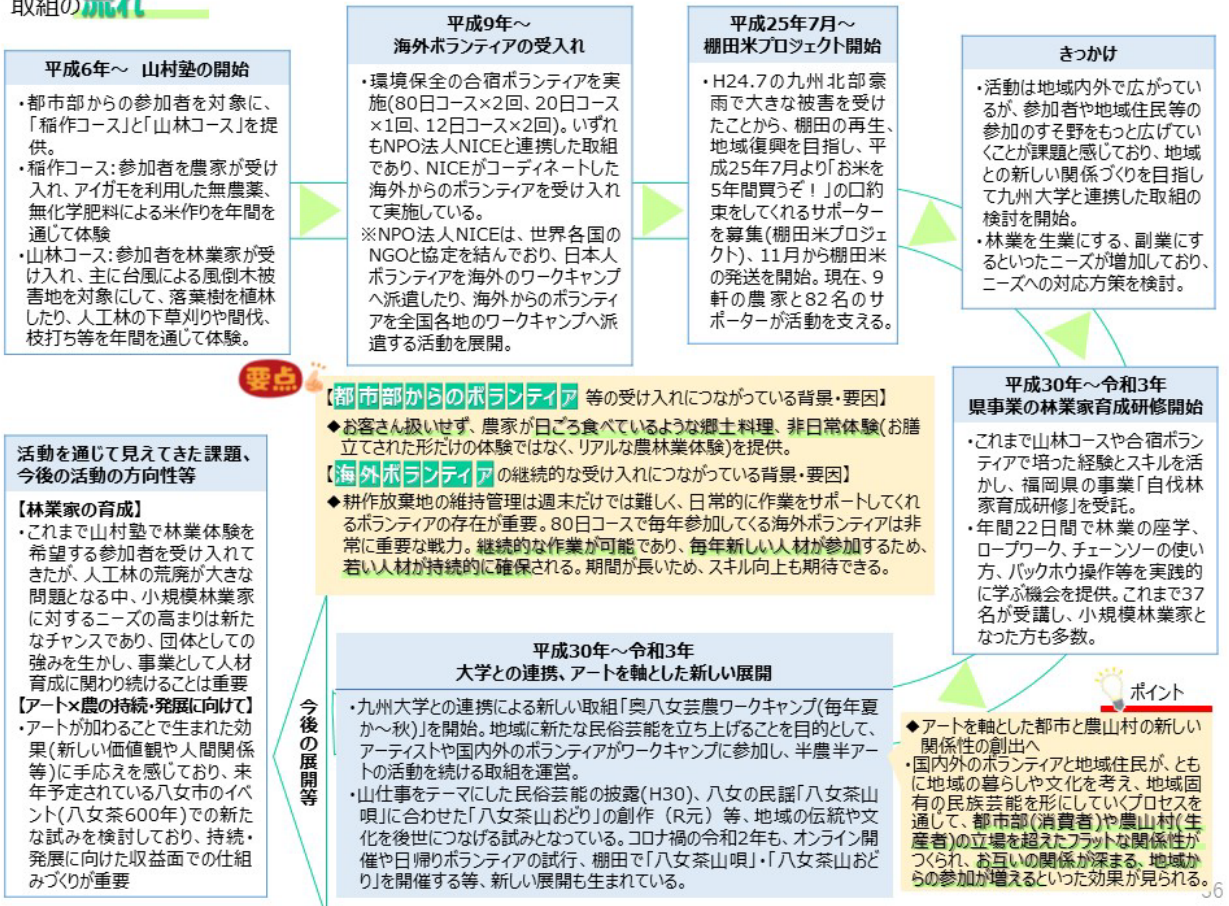 取組の流れ
平成6年～ 山村塾の開始
・都市部からの参加者を対象に、
「稲作コース」と「山林コース」を提
供。
・稲作コース:参加者を農家が受け
入れ、アイガモを利用した無農薬、
無化学肥料による米作りを年間を
通じて体験
・山林コース:参加者を林業家が受
け入れ、主に台風による風倒木被
害地を対象にして、落葉樹を植林
したり、人工林の下草刈りや間伐、
枝打ち等を年間を通じて体験。
平成9年～
海外ボランティアの受入れ
・環境保全の合宿ボランティアを実
施(80日コース×2回、20日コース
×1回、12日コース×2回)。いずれ
もNPO法人NICEと連携した取組
であり、NICEがコーディネートした
海外からのボランティアを受け入れ
て実施している。
※NPO法人NICEは、世界各国の
NGOと協定を結んでおり、日本人
ボランティアを海外のワークキャンプ
へ派遣したり、海外からのボランティ
アを全国各地のワークキャンプへ派
遣する活動を展開。
平成25年7月～
棚田米プロジェクト開始
・H24.7の九州北部豪
雨で大きな被害を受け
たことから、棚田の再生、
地域復興を目指し、平
成25年7月より「お米を
5年間買うぞ！」の口約
束をしてくれるサポーター
を募集(棚田米プロジェ
クト)、11月から棚田米
の発送を開始。現在、9
軒の農家と82名のサ
ポーターが活動を支える。
きっかけ
・活動は地域内外で広がってい
るが、参加者や地域住民等の
参加のすそ野をもっと広げてい
くことが課題と感じており、地域
との新しい関係づくりを目指し
て九州大学と連携した取組の
検討を開始。
・林業を生業にする、副業にす
るといったニーズが増加しており、
ニーズへの対応方策を検討。
平成30年～令和3年
県事業の林業家育成研修開始
・これまで山林コースや合宿ボラン
ティアで培った経験とスキルを活
かし、福岡県の事業「自伐林
家育成研修」を受託。
・年間22日間で林業の座学、
ロープワーク、チェーンソーの使い
方、バックホウ操作等を実践的
に学ぶ機会を提供。これまで37
名が受講し、小規模林業家と
なった方も多数。
要点
【都市部からのボランティア 等の受け入れにつながっている背景・要因】
◆お客さん扱いせず、農家が日ごろ食べているような郷土料理、非日常体験(お膳
立てされた形だけの体験ではなく、リアルな農林業体験)を提供。
【海外ボランティア の継続的な受け入れにつながっている背景・要因】
◆耕作放棄地の維持管理は週末だけでは難しく、日常的に作業をサポートしてくれ
るボランティアの存在が重要。80日コースで毎年参加してくる海外ボランティアは非
常に重要な戦力。継続的な作業が可能であり、毎年新しい人材が参加するため、
若い人材が持続的に確保される。期間が長いため、スキル向上も期待できる。
平成30年～令和3年
大学との連携、アートを軸とした新しい展開
・九州大学との連携による新しい取組「奥八女芸農ワークキャンプ(毎年夏
か～秋)」を開始。地域に新たな民俗芸能を立ち上げることを目的として、
アーティストや国内外のボランティアがワークキャンプに参加し、半農半アー
トの活動を続ける取組を運営。
・山仕事をテーマにした民俗芸能の披露(H30)、八女の民謡「八女茶山
唄」に合わせた「八女茶山おどり」の創作（R元）等、地域の伝統や文
化を後世につなげる試みとなっている。コロナ禍の令和2年も、オンライン開
催や日帰りボランティアの試行、棚田で「八女茶山唄」・「八女茶山おど
り」を開催する等、新しい展開も生まれている。
ポイント
◆アートを軸とした都市と農山村の新しい
関係性の創出へ
・国内外のボランティアと地域住民が、とも
に地域の暮らしや文化を考え、地域固
有の民族芸能を形にしていくプロセスを
通じて、都市部(消費者)や農山村(生
産者)の立場を超えたフラットな関係性が
つくられ、お互いの関係が深まる、地域か
らの参加が増えるといった効果が見られる。
今後の展開等
活動を通じて見えてきた課題、
今後の活動の方向性等
【林業家の育成】
・これまで山村塾で林業体験を
希望する参加者を受け入れて
きたが、人工林の荒廃が大きな
問題となる中、小規模林業家
に対するニーズの高まりは新た
なチャンスであり、団体としての
強みを生かし、事業として人材
育成に関わり続けることは重要
【アート×農の持続・発展に向けて】
・アートが加わることで生まれた効
果(新しい価値観や人間関係
等)に手応えを感じており、来
年予定されている八女市のイベ
ント(八女茶600年)での新た
な試みを検討しており、持続・
発展に向けた収益面での仕組
みづくりが重要